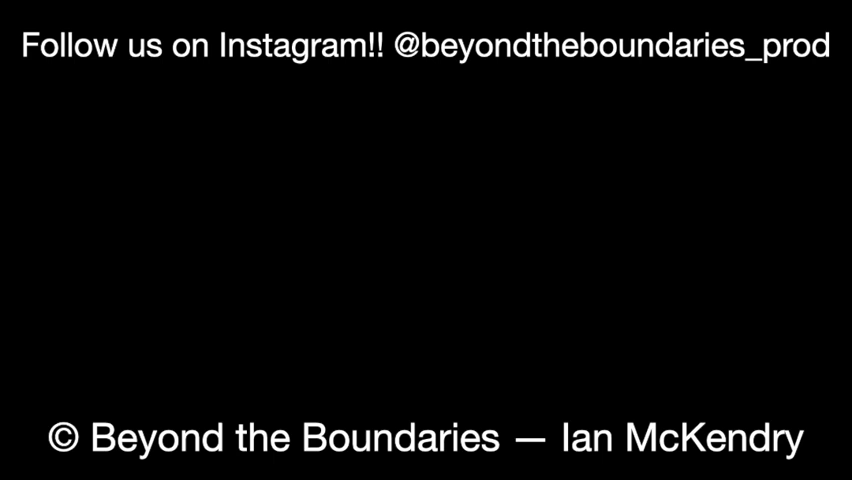 Follow us on Instagram!! @beyondtheboundaries_prod
© Beyond the Boundaries — Ian McKendry